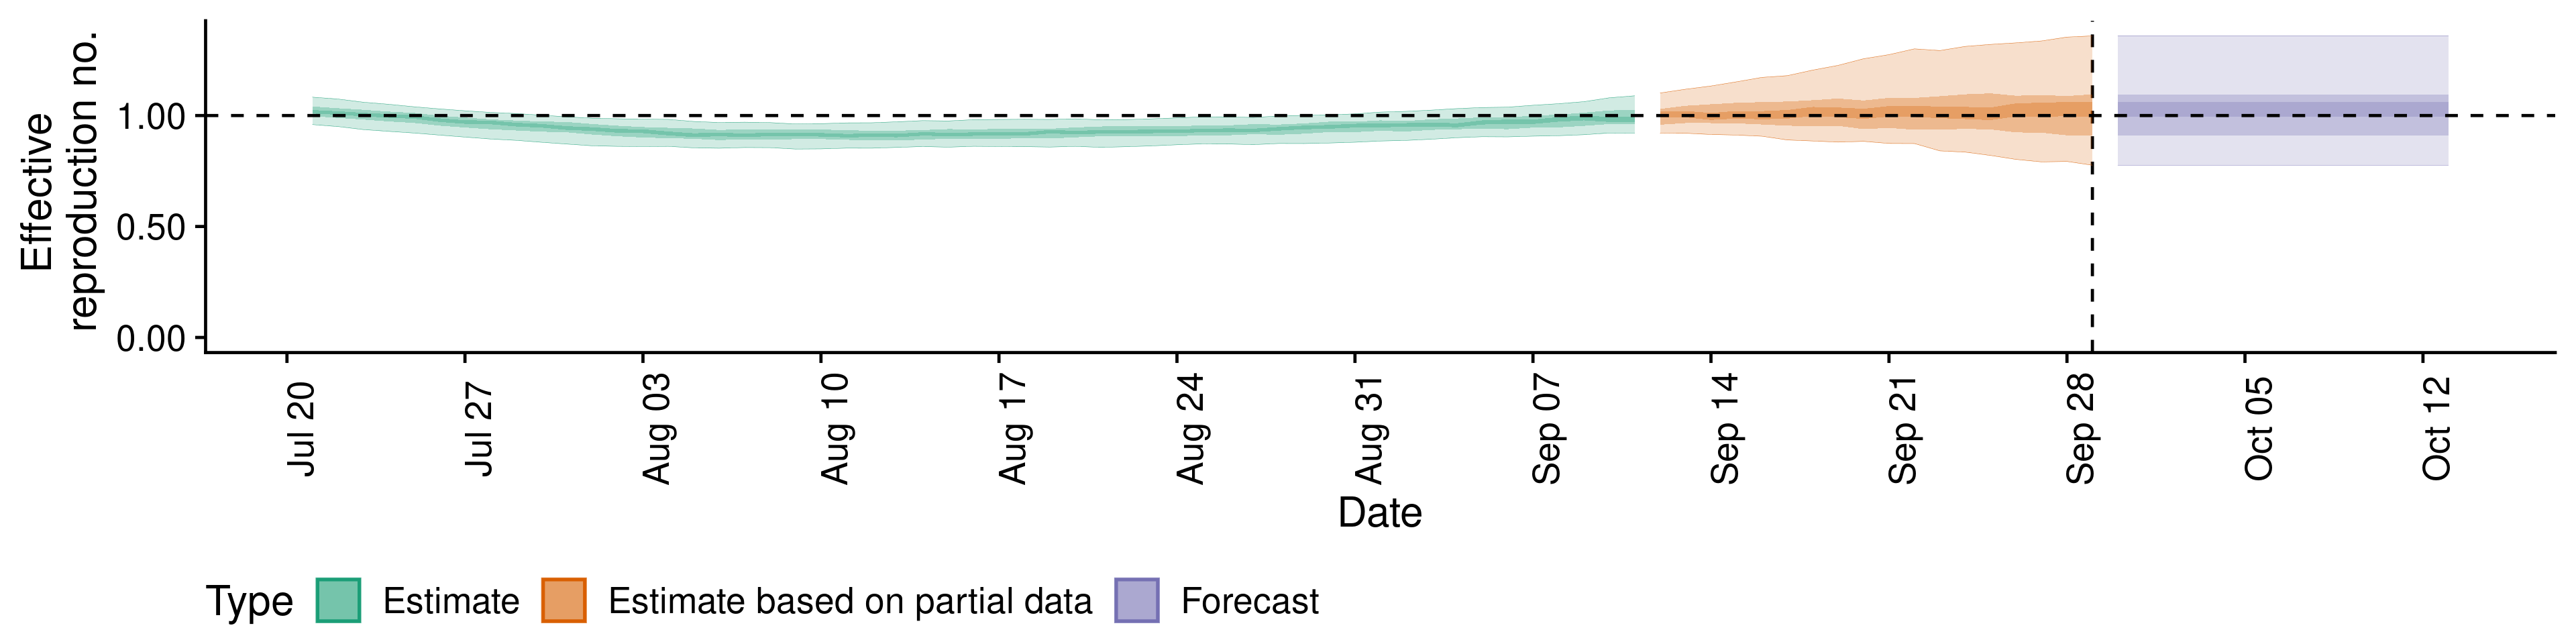 Effective
reproduction no.
1.00
0.50
0.00
Jul 20
Jul 27
Aug 03
Aug 10
Aug 17
Aug 24
Aug 31
Sep 07
Sep 14
Sep 21
Sep 28
Oct 05
Oct 12
Date
Type Estimate Estimate based on partial data Forecast